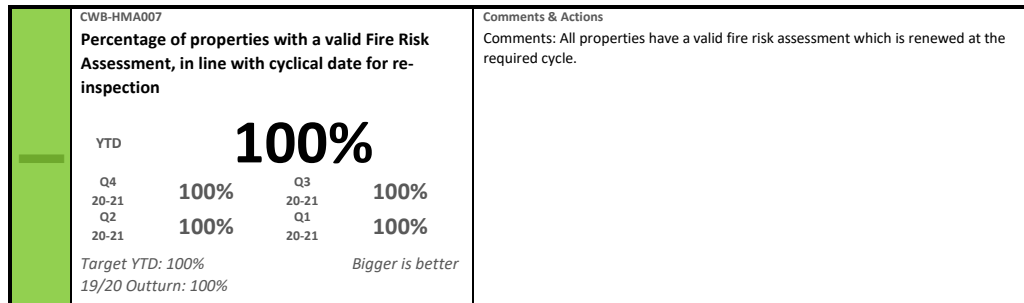 CWB-HMA007
Percentage of properties with a valid Fire Risk
Assessment, in line with cyclical date for re-
inspection
YTD 100%
Q4 20-21 100% Q3 20-21 100%
Q2 20-21 100% Q1 20-21 100%
Target YTD: 100% Bigger is better
19/20 Outturn: 100%
Comments & Actions
Comments: All properties have a valid fire risk assessment which is renewed at the
required cycle.